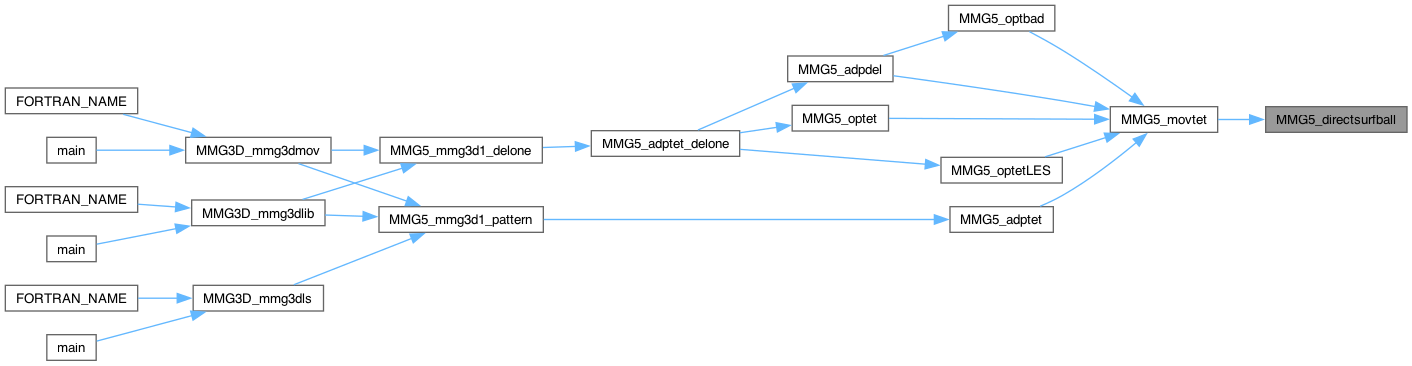 MMG5_optbad
MMG5_adpdel
FORTRAN_NAME
MMG5_optet
MMG5_movtet
MMG5_directsurfball
main
MMG3D_mmg3dmov
MMG5_mmg3d1_delone
MMG5_adptet_delone
MMG5_optetLES
FORTRAN_NAME
MMG3D_mmg3dlib
MMG5_mmg3d1_pattern
MMG5_adptet
main
FORTRAN_NAME
MMG3D_mmg3dls
main